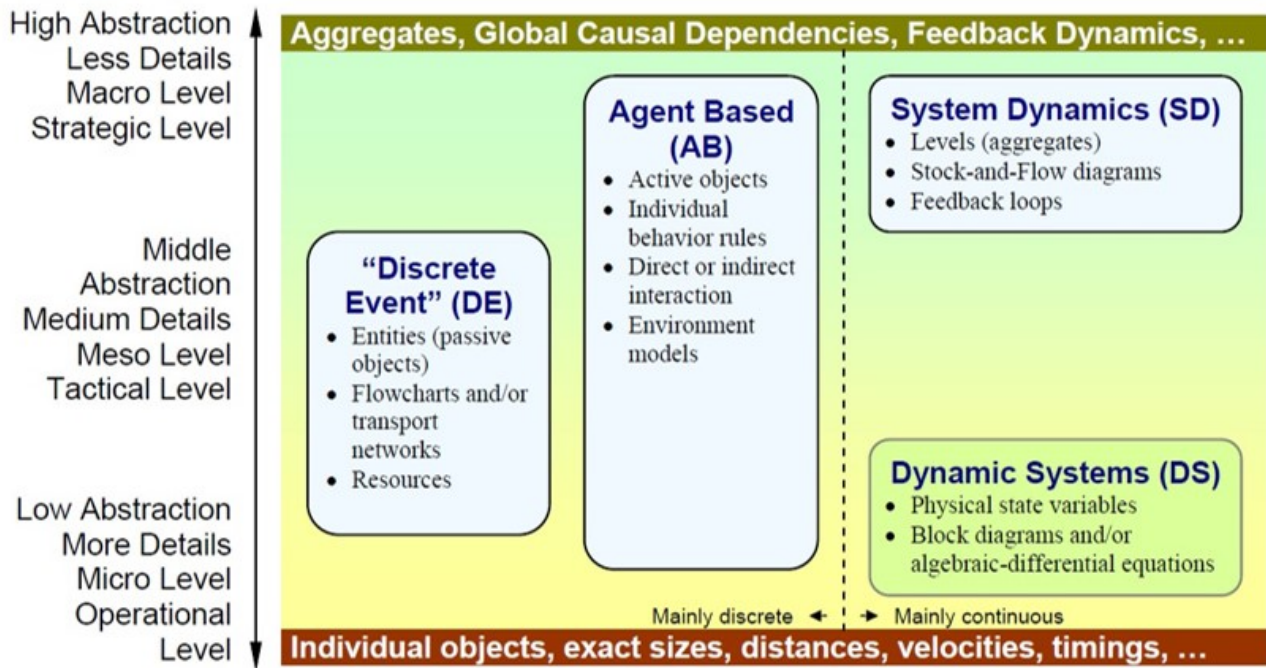 High Abstraction
Less Details
Macro Level
Strategic Level
Middle
Abstraction
Medium Details
Meso Level
Tactical Level
Low Abstraction
More Details
Micro Level
Operational
Level
Aggregates, Global Causal Dependencies, Feedback Dynamics, …
“Discrete
Event” (DE)
• Entities (passive
objects)
• Flowcharts and/or
transport
networks
• Resources
Agent Based
(AB)
• Active objects
• Individual
behavior rules
• Direct or indirect
interaction
• Environment
models
System Dynamics (SD)
• Levels (aggregates)
• Stock-and-Flow diagrams
• Feedback loops
Dynamic Systems (DS)
• Physical state variables
• Block diagrams and/or
algebraic-differential equations
Mainly discrete
Mainly continuous
Individual objects, exact sizes, distances, velocities, timings, …